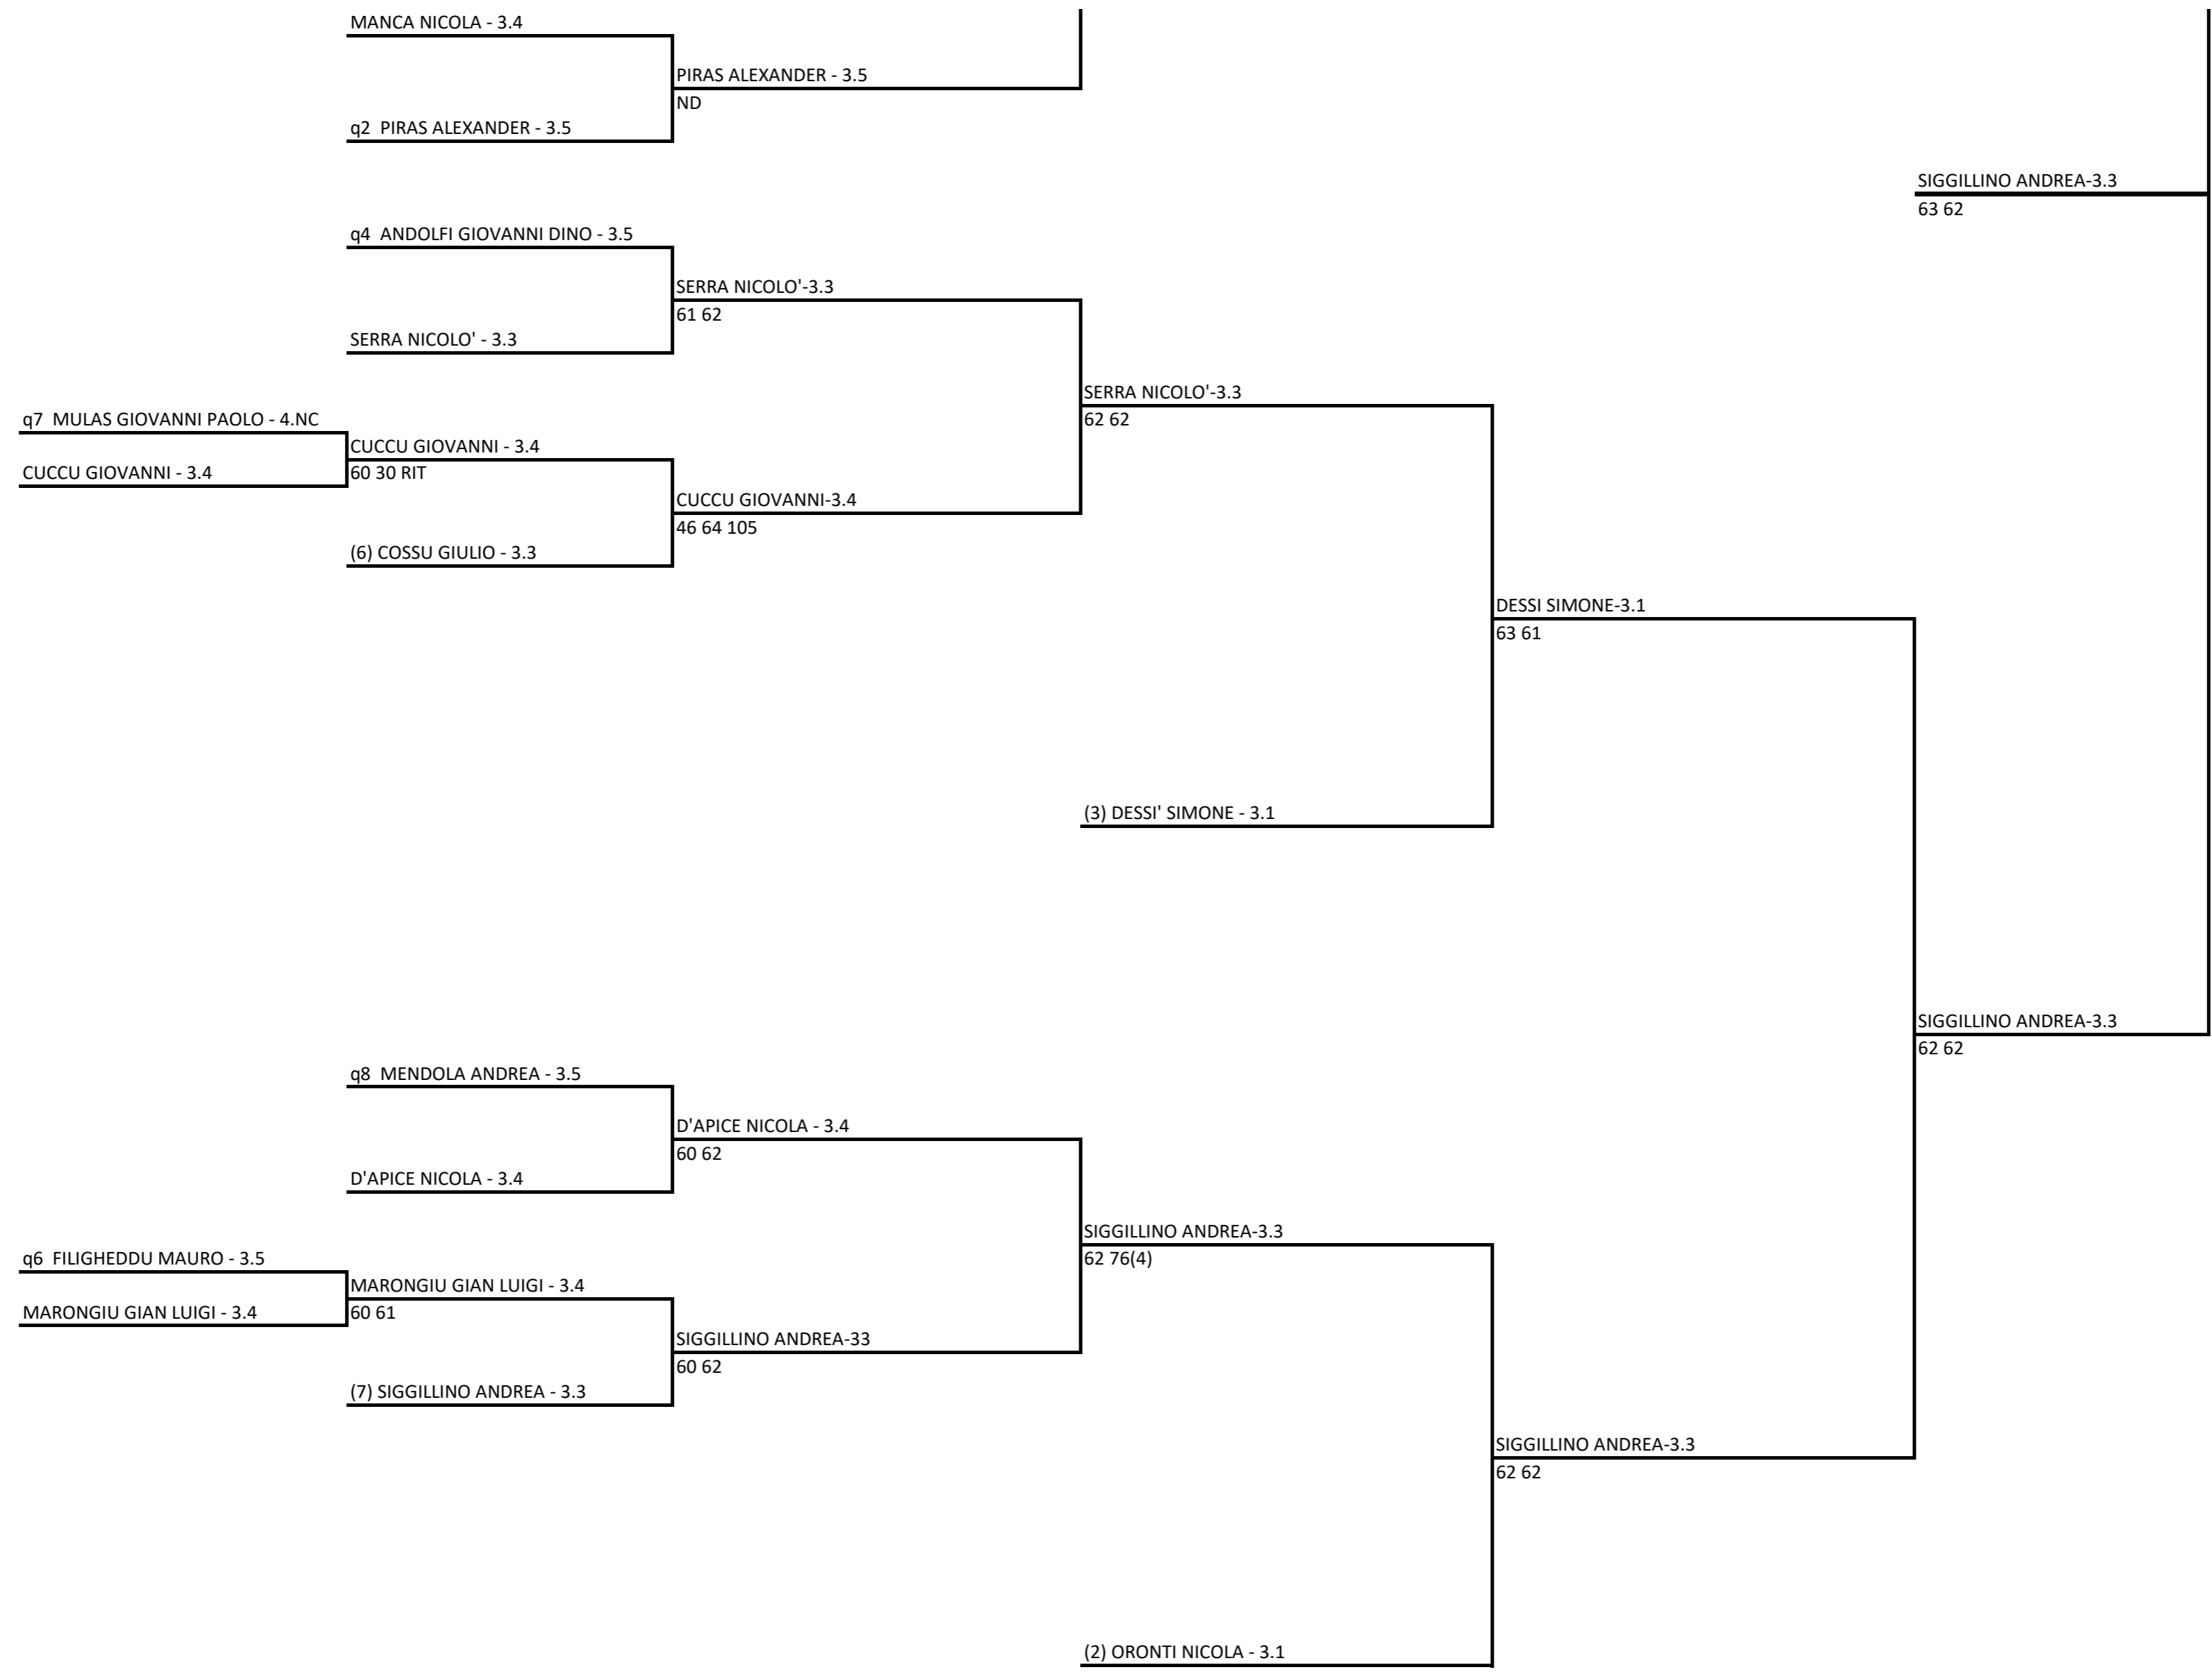 MANCA NICOLA - 3.4
PIRAS ALEXANDER - 3.5
ND
q2 PIRAS ALEXANDER - 3.5
SIGGILLINO ANDREA-3.3
63 62
q4 ANDOLFI GIOVANNI DINO - 3.5
SERRA NICOLO'-3.3
61 62
SERRA NICOLO' - 3.3
SERRA NICOLO'-3.3
62 62
q7 MULAS GIOVANNI PAOLO - 4.NC
CUCCU GIOVANNI - 3.4
CUCCU GIOVANNI - 3.4
60 30 RIT
CUCCU GIOVANNI-3.4
46 64 105
(6) COSSU GIULIO - 3.3
DESSI SIMONE-3.1
63 61
(3) DESSI' SIMONE - 3.1
SIGGILLINO ANDREA-3.3
62 62
q8 MENDOLA ANDREA - 3.5
D'APICE NICOLA - 3.4
60 62
D'APICE NICOLA - 3.4
SIGGILLINO ANDREA-3.3
62 76(4)
q6 FILIGHEDDU MAURO - 3.5
MARONGIU GIAN LUIGI - 3.4
MARONGIU GIAN LUIGI - 3.4
60 61
SIGGILLINO ANDREA-33
60 62
(7) SIGGILLINO ANDREA - 3.3
SIGGILLINO ANDREA-3.3
62 62
(2) ORONTI NICOLA - 3.1